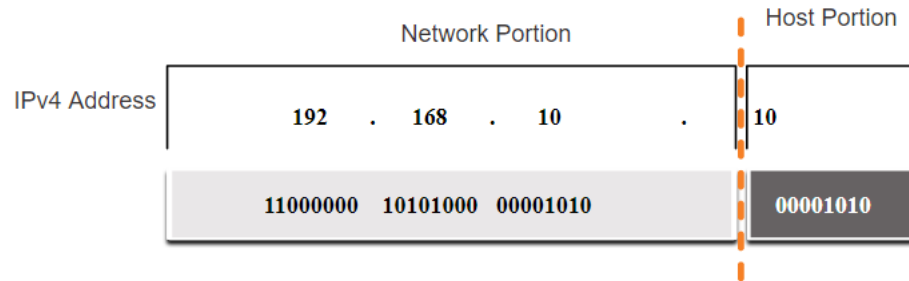 Host Portion
Network Portion
IPv4 Address
192 . 168 . 10 . 10
11000000 10101000 00001010 00001010